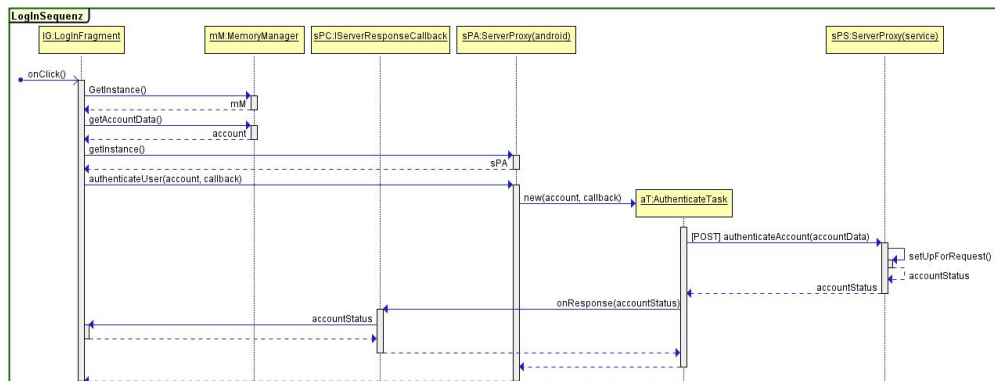 LogInSequenz
lG:LogInFragment
mM:MemoryManager
sPC:IServerResponseCallback
sPA:ServerProxy(android)
sPS:ServerProxy(service)
onClick()
GetInstance()
mM
getAccountData()
account
getInstance()
sPA
authenticateUser(account, callback)
new(account, callback)
aT:AuthenticateTask
[POST] authenticateAccount(accountData)
setUpForRequest()
accountStatus
accountStatus
onResponse(accountStatus)
accountStatus